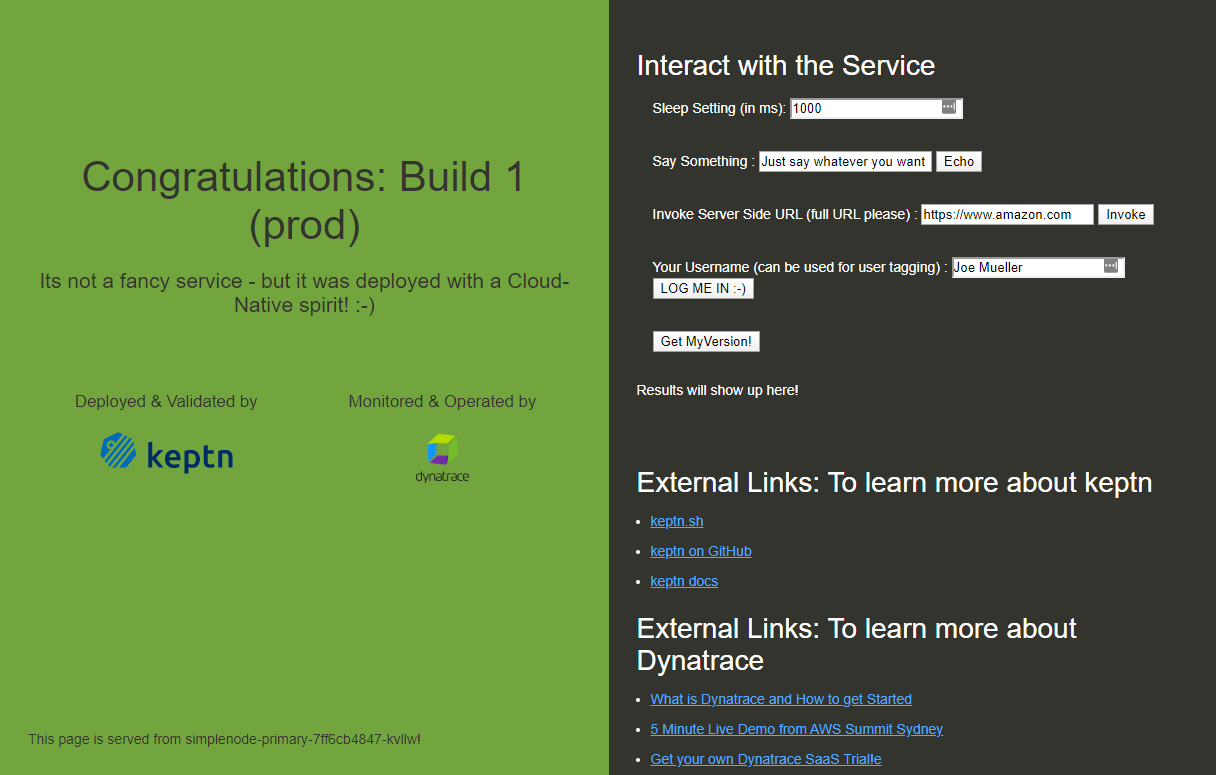 Congratulations: Build 1
(prod)
Its not a fancy service - but it was deployed with a Cloud-
Native spirit! :-)
Deployed & Validated by
keptn
Monitored & Operated by
dynatrace
This page is served from simplenode-primary-7ff6cb4847-kvllw!
Interact with the Service
Sleep Setting (in ms): 1000
Say Something : Just say whatever you want Echo
Invoke Server Side URL (full URL please) : https://www.amazon.com Invoke
Your Username (can be used for user tagging) : Joe Mueller
LOG ME IN :-)
Get MyVersion!
Results will show up here!
External Links: To learn more about keptn
• keptn.sh
• keptn on GitHub
• keptn docs
External Links: To learn more about
Dynatrace
• What is Dynatrace and How to get Started
• 5 Minute Live Demo from AWS Summit Sydney
• Get your own Dynatrace SaaS Trial!e